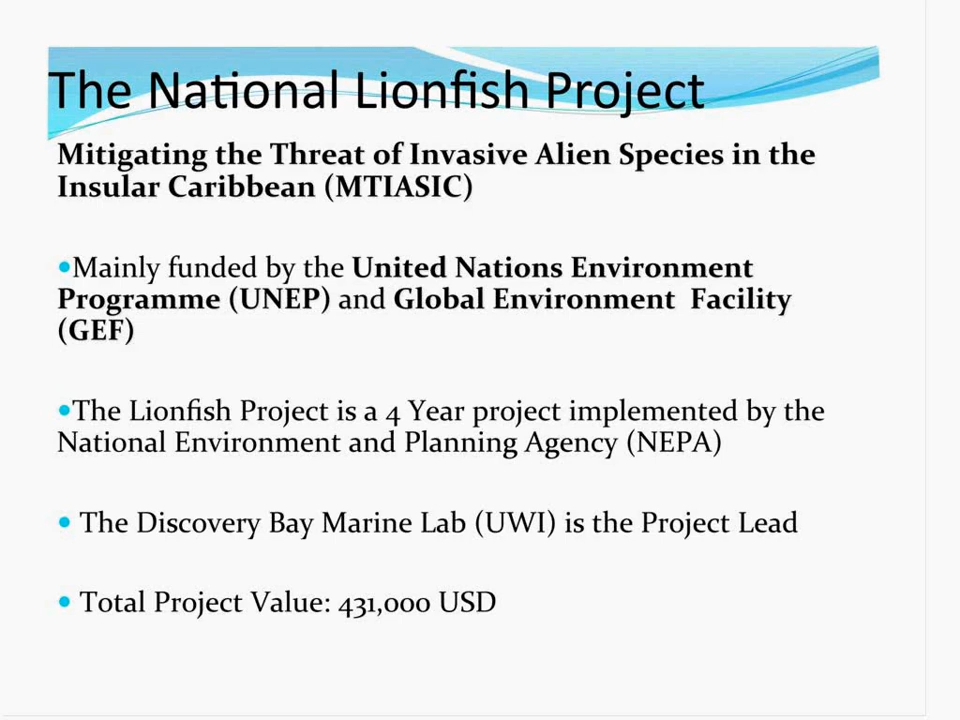 The National Lionfish Project
Mitigating the Threat of Invasive Alien Species in the
Insular Caribbean (MTIASIC)
•Mainly funded by the United Nations Environment
Programme (UNEP) and Global Environment Facility
(GEF)
•The Lionfish Project is a 4 Year project implemented by the
National Environment and Planning Agency (NEPA)
• The Discovery Bay Marine Lab (UWI) is the Project Lead
• Total Project Value: 431,000 USD